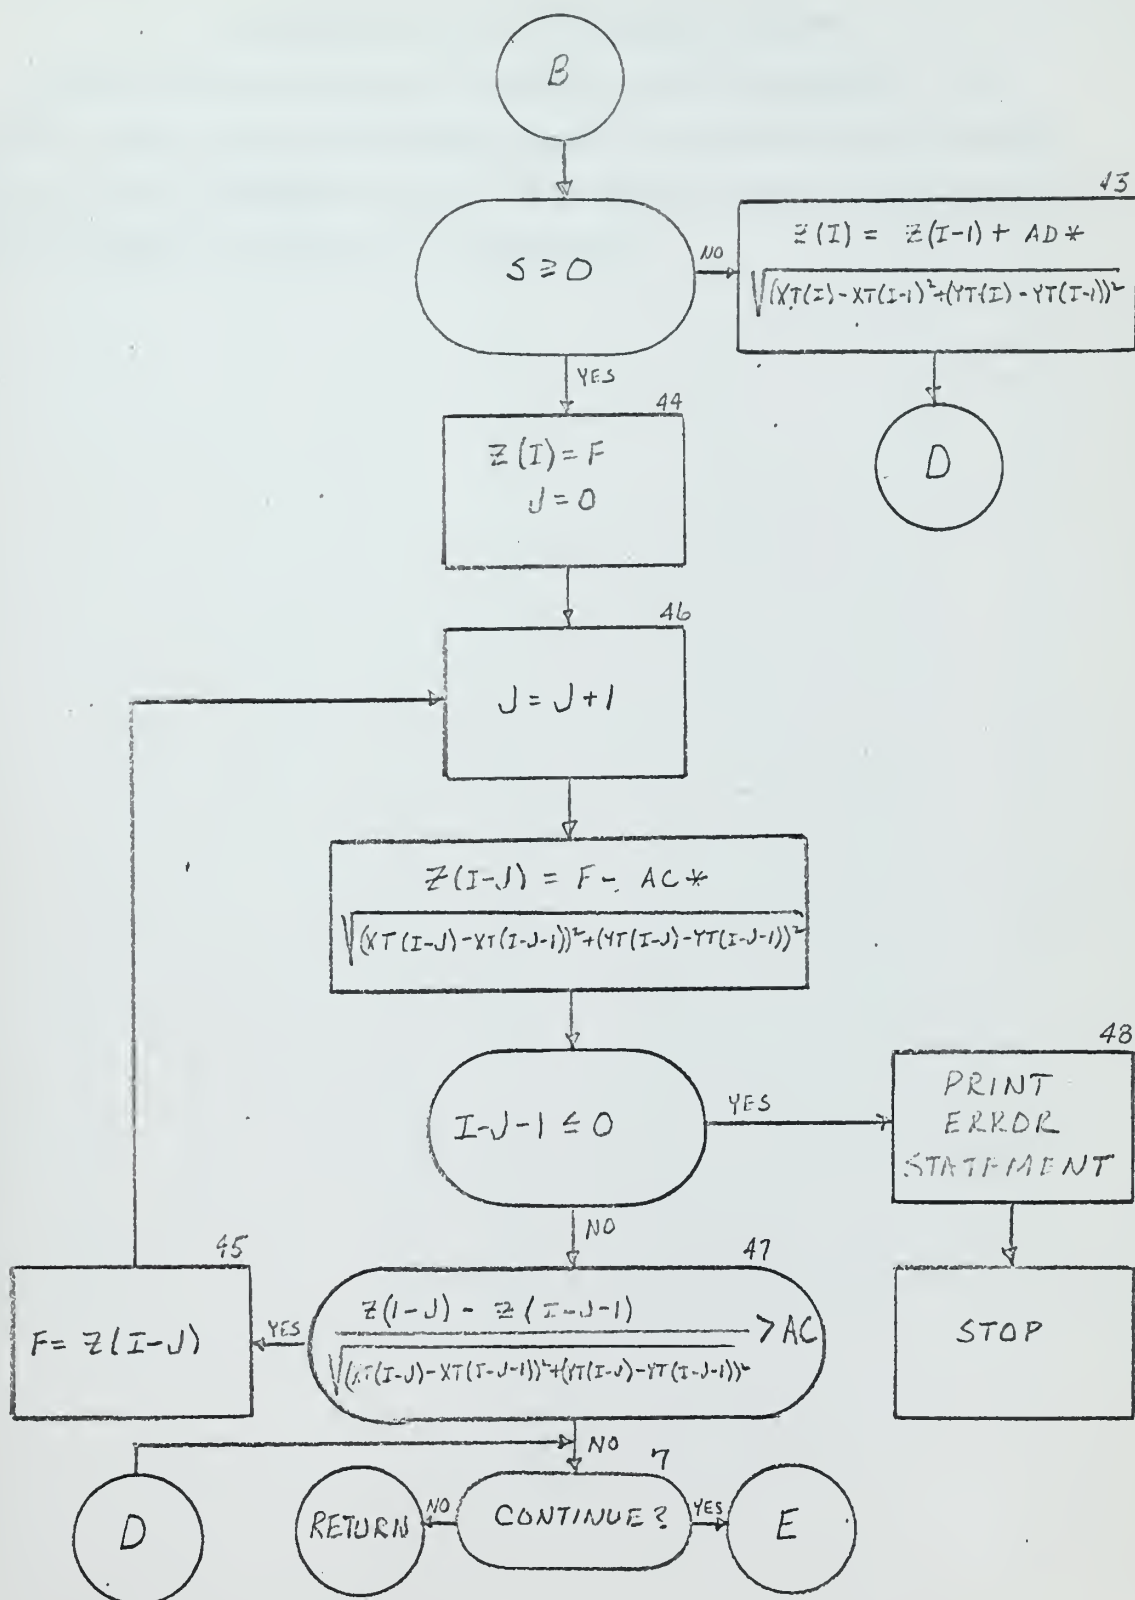 B
S ≥ 0
NO
43
Z(I) = Z(I-1) + AD*
√(XT(I)-XT(I-1)²+(YT(I)-YT(I-1))²
YES
D
44
Z(I) = F
J = 0
46
J = J+1
Z(I-J) = F - AC*
√(XT(I-J)-XT(I-J-1))²+(YT(I-J)-YT(I-J-1))²
I-J-1 ≤ 0
YES
48
PRINT
ERROR
STATEMENT
NO
STOP
45
F = Z(I-J)
YES
47
Z(I-J) - Z(I-J-1)
√(XT(I-J)-XT(I-J-1))²+(YT(I-J)-YT(I-J-1))²
> AC
NO
7
D
RETURN
NO
CONTINUE?
YES
E